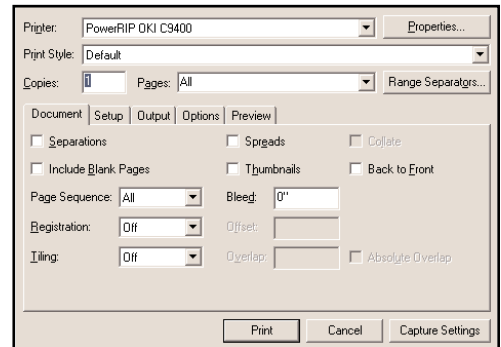 Printer: PowerRIP OKI C9400 Properties...
Print Style: Default
Copies: 1 Pages: All Range Separators...
Document Setup Output Options Preview
Separations Spreads Collate
Include Blank Pages Thumbnails Back to Front
Page Sequence: All Bleed: 0"
Registration: Off Offset:
Tiling: Off Overlap: Absolute Overlap
Print Cancel Capture Settings